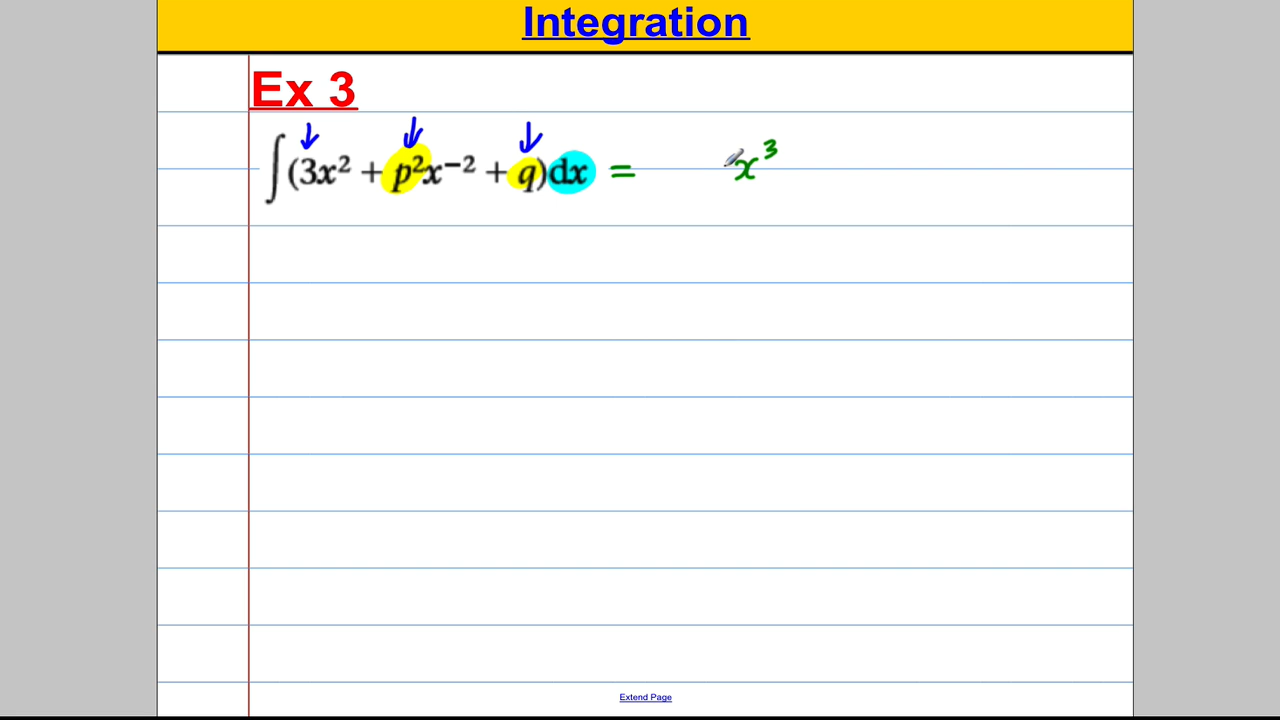 Integration
Ex 3
∫(3x² + p²x⁻² + q)dx = x³
Extend Page